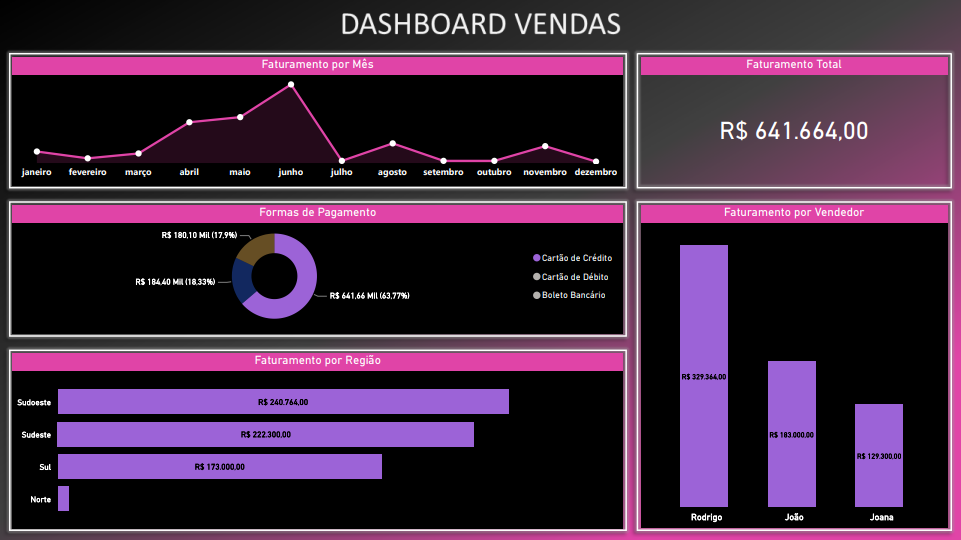 DASHBOARD VENDAS
Faturamento por Mês
janeiro fevereiro março abril maio junho julho agosto setembro outubro novembro dezembro
Faturamento Total
R$ 641.664,00
Formas de Pagamento
R$ 180,10 Mil (17,9%)
R$ 184,40 Mil (18,33%)
R$ 641,66 Mil (63,77%)
Cartão de Crédito
Cartão de Débito
Boleto Bancário
Faturamento por Região
Sudoeste R$ 240.764,00
Sudeste R$ 222.300,00
Sul R$ 173.000,00
Norte
Faturamento por Vendedor
R$ 329.364,00
R$ 183.000,00
R$ 129.300,00
Rodrigo João Joana